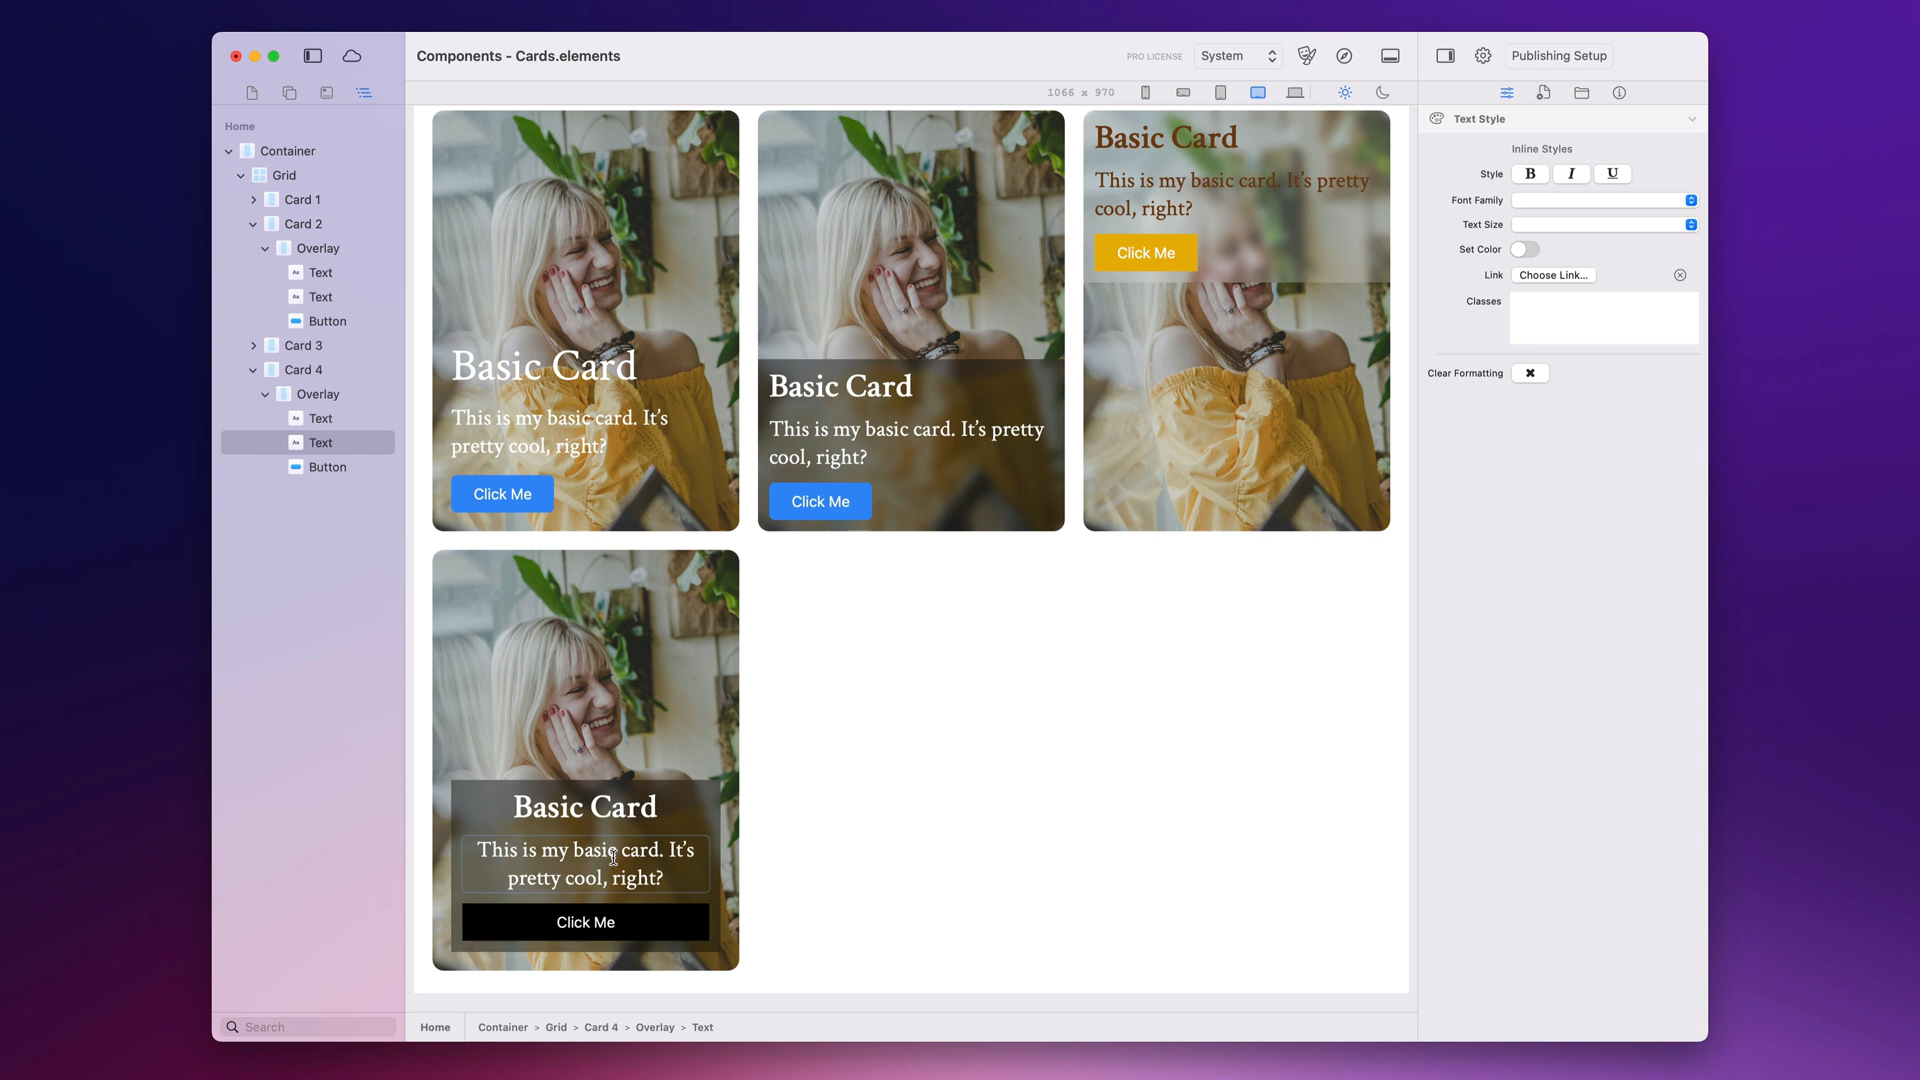 Components - Cards.elements
PRO LICENSE
System
Publishing Setup
1066 x 970
Home
Container
Grid
Card 1
Card 2
Overlay
Text
Text
Button
Card 3
Card 4
Overlay
Text
Text
Button
Search
Basic Card
This is my basic card. It's
pretty cool, right?
Click Me
Basic Card
This is my basic card. It's pretty
cool, right?
Click Me
Basic Card
This is my basic card. It's pretty
cool, right?
Click Me
Basic Card
This is my basic card. It's
pretty cool, right?
Click Me
Home
Container > Grid > Card 4 > Overlay > Text
Text Style
Inline Styles
Style B I U
Font Family
Text Size
Set Color
Link Choose Link...
Classes
Clear Formatting